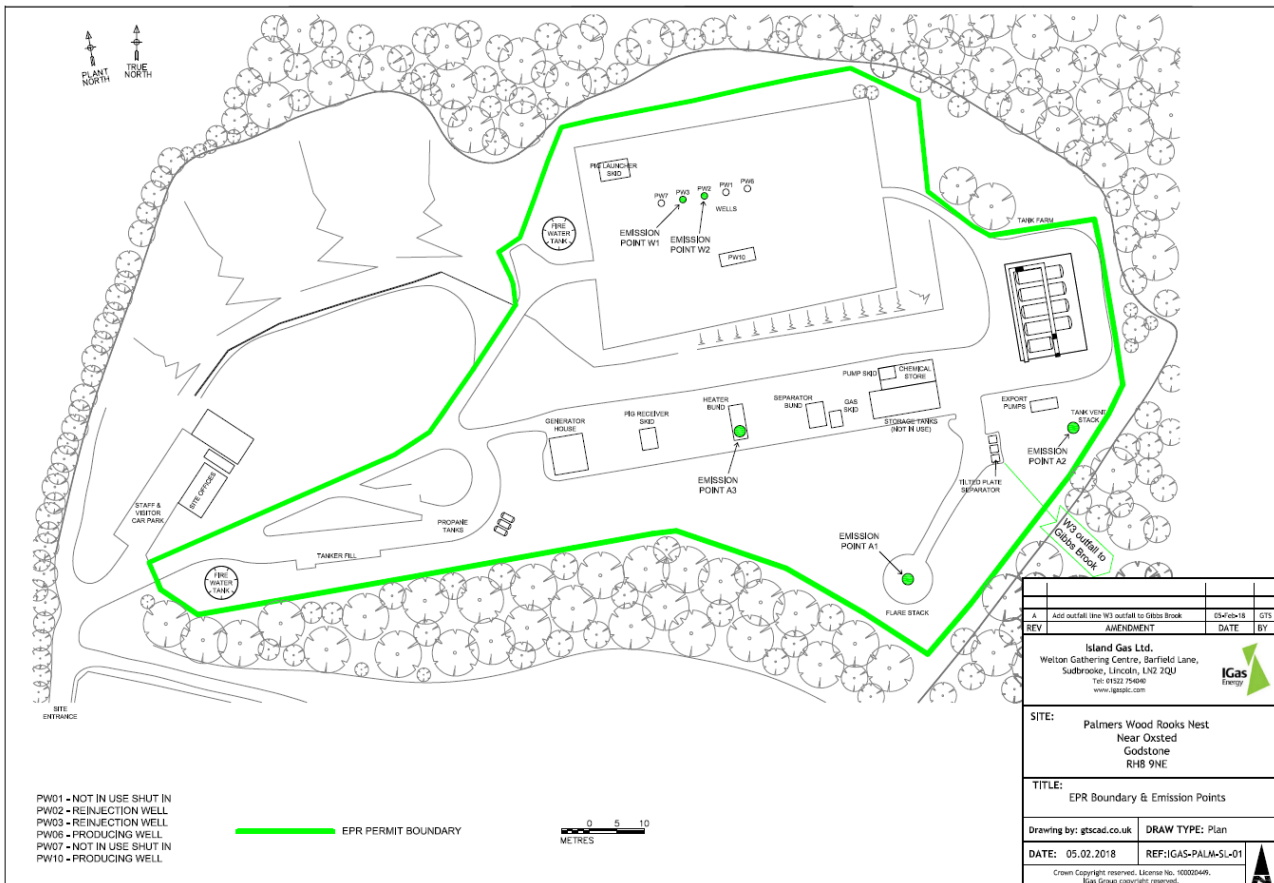 PLANT
NORTH
TRUE
NORTH
PIG LAUNCHER
SKID
PW7
PW3
PW2
PW1
PW6
WELLS
EMISSION
POINT W1
EMISSION
POINT W2
PW10
FIRE
WATER
TANK
TANK FARM
PUMP SKID
CHEMICAL
STORE
HEATER
BUND
SEPARATOR
BUND
GAS
SKID
STORAGE TANKS
(NOT IN USE)
EXPORT
PUMPS
TANK VENT
STACK
EMISSION
POINT A2
GENERATOR
HOUSE
PIG RECEIVER
SKID
EMISSION
POINT A3
TILTED PLATE
SEPARATOR
STAFF &
VISITOR
CAR PARK
SITE OFFICES
PROPANE
TANKS
TANKER FILL
FIRE
WATER
TANK
EMISSION
POINT A1
FLARE STACK
W3 outfall to
Gibbs Brook
SITE
ENTRANCE
PW01 - NOT IN USE SHUT IN
PW02 - REINJECTION WELL
PW03 - REINJECTION WELL
PW06 - PRODUCING WELL
PW07 - NOT IN USE SHUT IN
PW10 - PRODUCING WELL
EPR PERMIT BOUNDARY
0 5 10
METRES
A Add outfall line W3 outfall to Gibbs Brook 05-Feb-18 GTS
REV AMENDMENT DATE BY
Island Gas Ltd.
Welton Gathering Centre, Barfield Lane,
Sudbrooke, Lincoln, LN2 2QU
Tel: 01522 754040
www.igasplc.com
IGas
Energy
SITE:
Palmers Wood Rooks Nest
Near Oxsted
Godstone
RH8 9NE
TITLE:
EPR Boundary & Emission Points
Drawing by: gtscad.co.uk DRAW TYPE: Plan
DATE: 05.02.2018 REF:IGAS-PALM-SL-01
Crown Copyright reserved. License No. 100020449.
IGas Group copyright reserved.
N